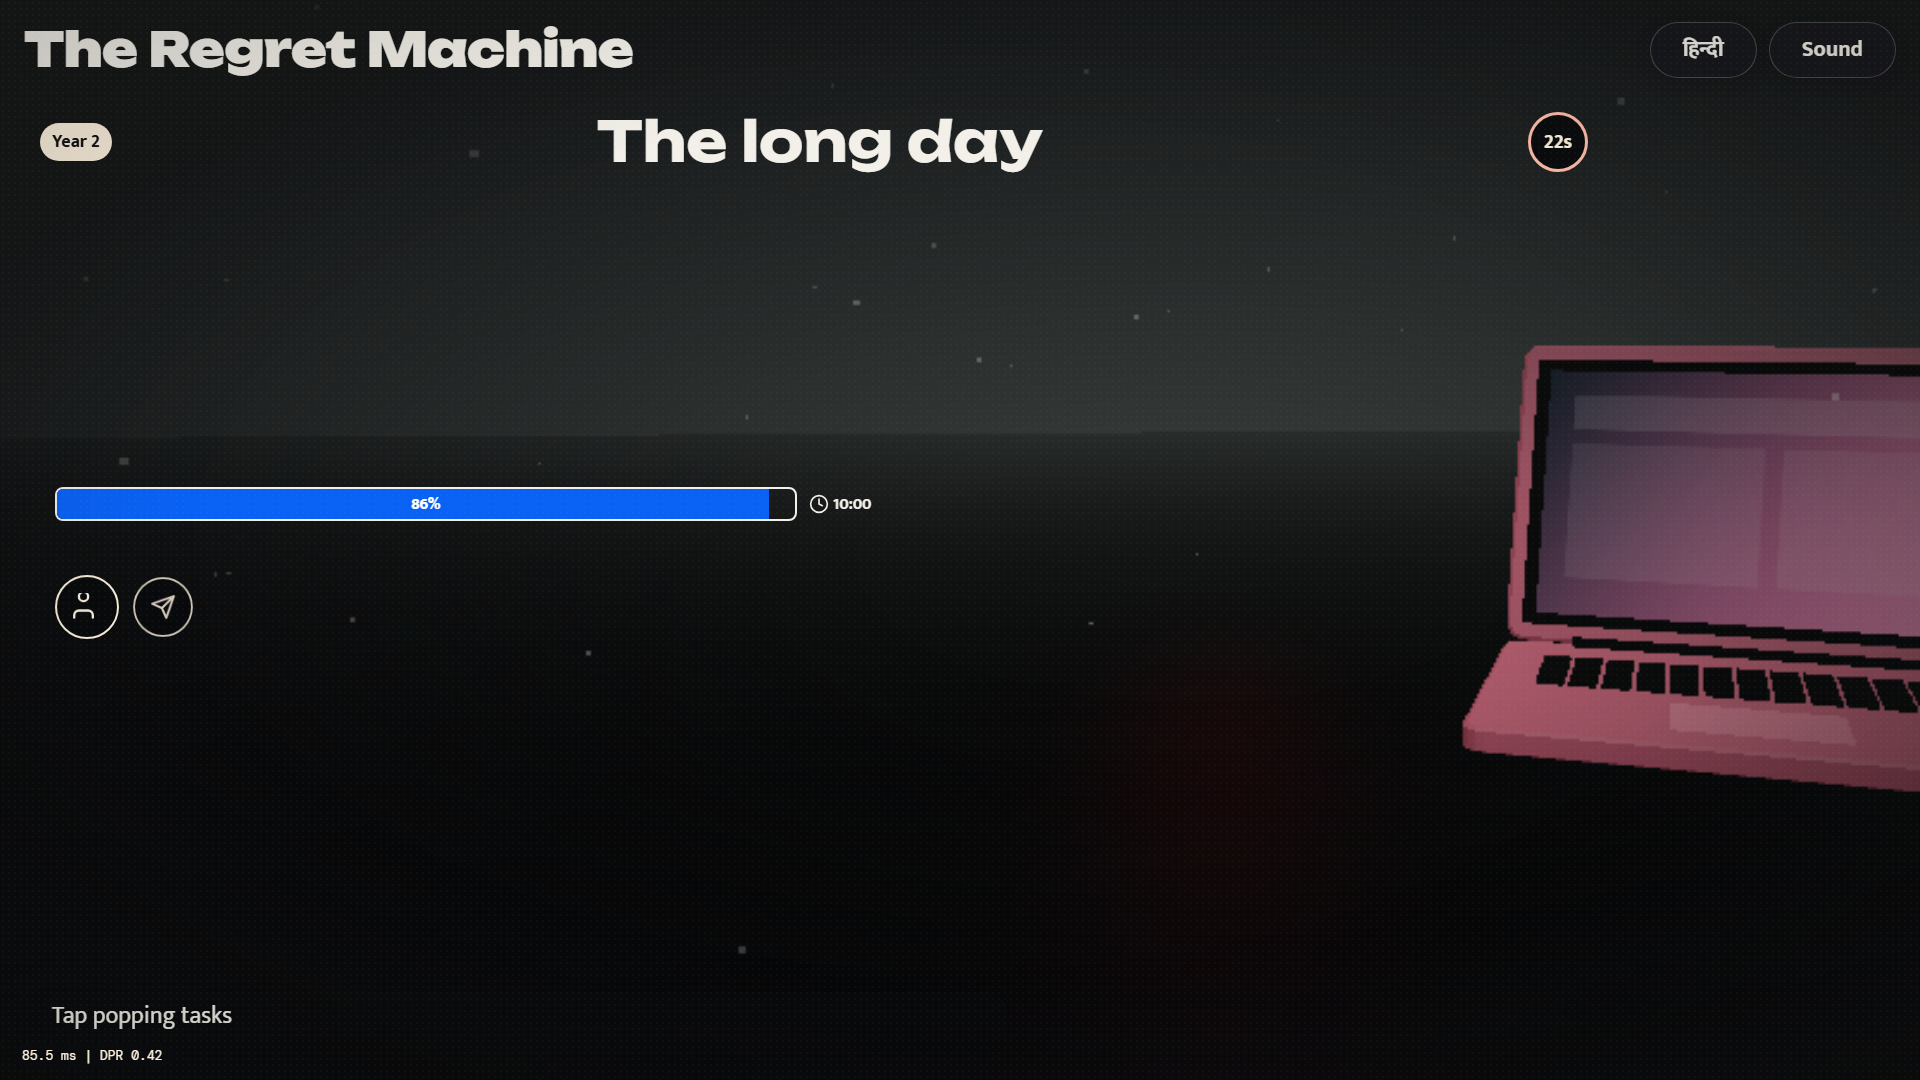 The Regret Machine
हिन्दी
Sound
Year 2
The long day
22s
86%
10:00
Tap popping tasks
85.5 ms | DPR 0.42